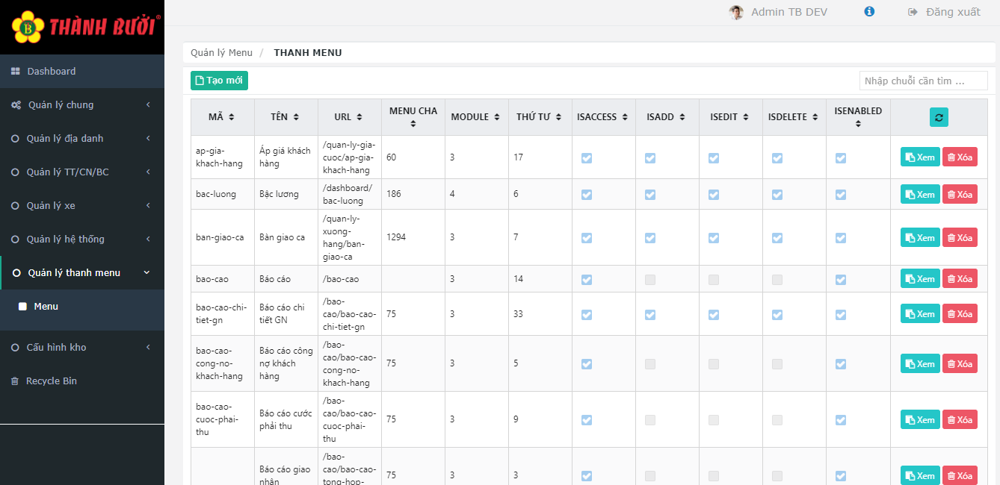 THÀNH BƯỞI®
B
Admin TB DEV
Đăng xuất
Dashboard
Quản lý chung
Quản lý địa danh
Quản lý TT/CN/BC
Quản lý xe
Quản lý hệ thống
Quản lý thanh menu
Menu
Cấu hình kho
Recycle Bin
Quản lý Menu / THANH MENU
Tạo mới
Nhập chuỗi cần tìm ...
MÃ TÊN URL MENU CHA MODULE THỨ TỰ ISACCESS ISADD ISEDIT ISDELETE ISENABLED
ap-gia-
khach-hang
Áp giá khách
hàng
/quan-ly-gia-
cuoc/ap-gia-
khach-hang
60 3 17 Xem Xóa
bac-luong
Bậc lương
/dashboard/
bac-luong
186 4 6 Xem Xóa
ban-giao-ca
Bàn giao ca
/quan-ly-
xuong-
hang/ban-
giao-ca
1294 3 7 Xem Xóa
bao-cao
Báo cáo
/bao-cao
3 14 Xem Xóa
bao-cao-chi-
tiet-gn
Báo cáo chi
tiết GN
/bao-
cao/bao-cao-
chi-tiet-gn
75 3 33 Xem Xóa
bao-cao-
cong-no-
khach-hang
Báo cáo công
nợ khách
hàng
/bao-
cao/bao-cao-
cong-no-
khach-hang
75 3 5 Xem Xóa
bao-cao-
cuoc-phai-
thu
Báo cáo cước
phải thu
/bao-
cao/bao-cao-
cuoc-phai-
thu
75 3 9 Xem Xóa
Báo cáo giao
nhận
/bao-
cao/bao-cao-
tong-hop-
75 3 3 Xem Xóa